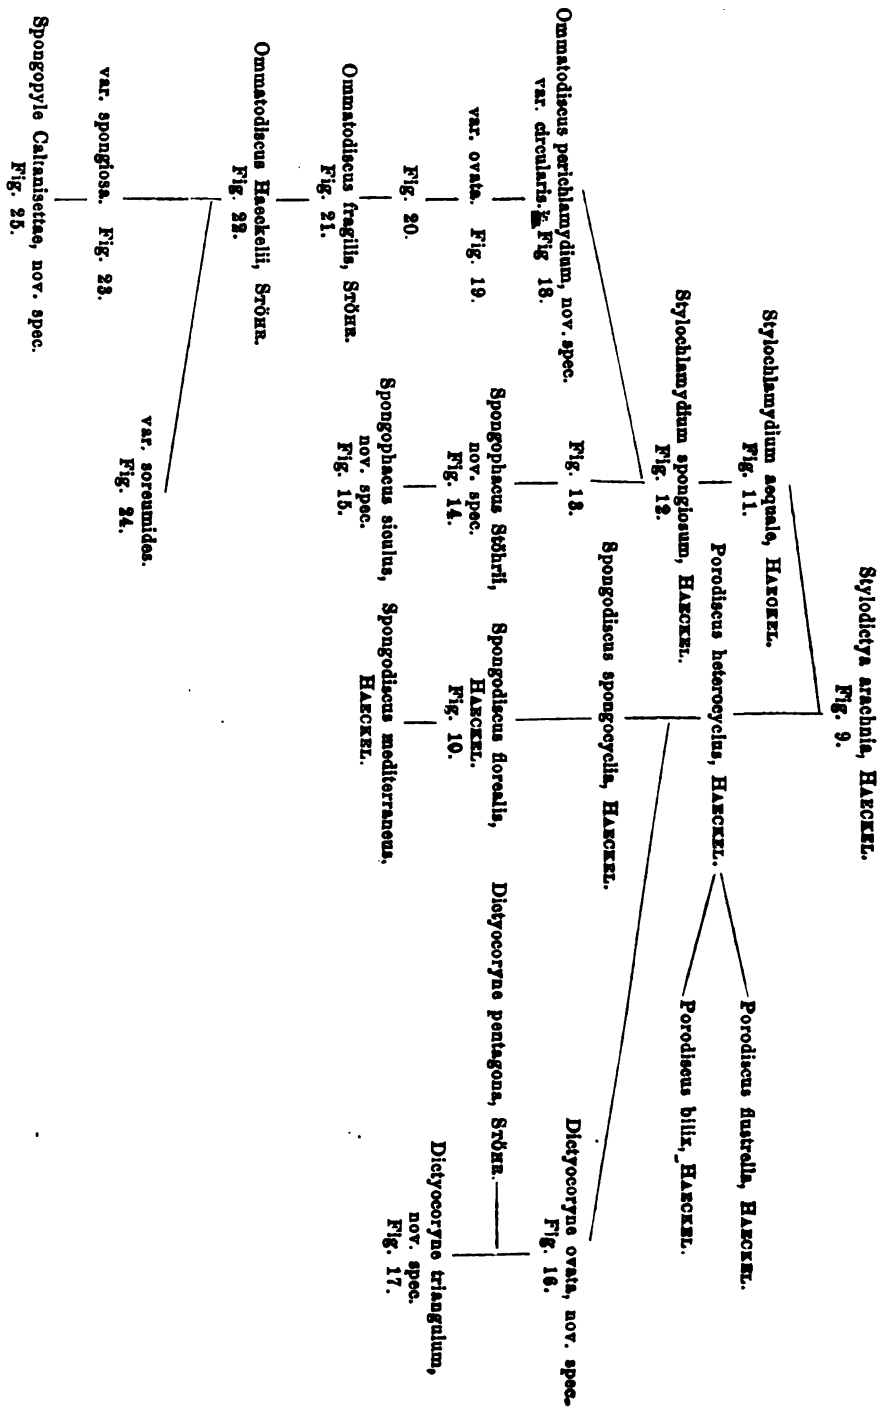 Stylodictya arachnia, HAECKEL.
Fig. 9.
Stylochlamydium aequale, HAECKEL.
Fig. 11.
Porodiscus flustrella, HAECKEL.
Porodiscus heterocyclus, HAECKEL.
Porodiscus bilix, HAECKEL.
Stylochlamydium spongiosum, HAECKEL.
Fig. 12.
Spongodiscus spongocyclia, HAECKEL.
Ommatodiscus perichlamydium, nov. spec.
var. circularis. Fig 18.
Fig. 13.
Dictyocoryne ovata, nov. spec.
Fig. 16.
var. ovata. Fig. 19.
Spongophacus Stöhrii,
nov. spec.
Fig. 14.
Spongodiscus florealis,
HAECKEL.
Fig. 10.
Dictyocoryne pentagona, STÖHR.
Fig. 20.
Dictyocoryne triangulum,
nov. spec.
Fig. 17.
Ommatodiscus fragilis, STÖHR.
Fig. 21.
Spongophacus siculus,
nov. spec.
Fig. 15.
Spongodiscus mediterraneus,
HAECKEL.
Ommatodiscus Haeckelii, STÖHR.
Fig. 22.
var. spongiosa. Fig. 23.
var. soreumides.
Fig. 24.
Spongopyle Caltanisettae, nov. spec.
Fig. 25.